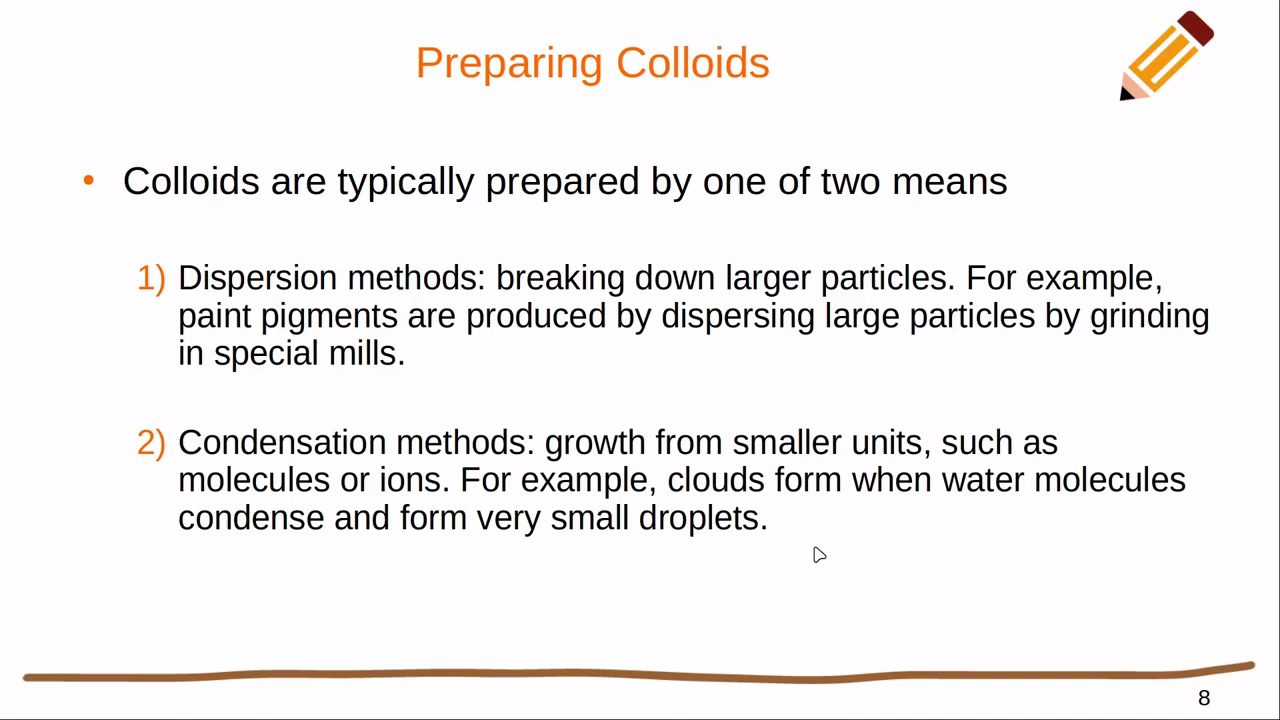 Preparing Colloids
• Colloids are typically prepared by one of two means
1) Dispersion methods: breaking down larger particles. For example,
paint pigments are produced by dispersing large particles by grinding
in special mills.
2) Condensation methods: growth from smaller units, such as
molecules or ions. For example, clouds form when water molecules
condense and form very small droplets.
8